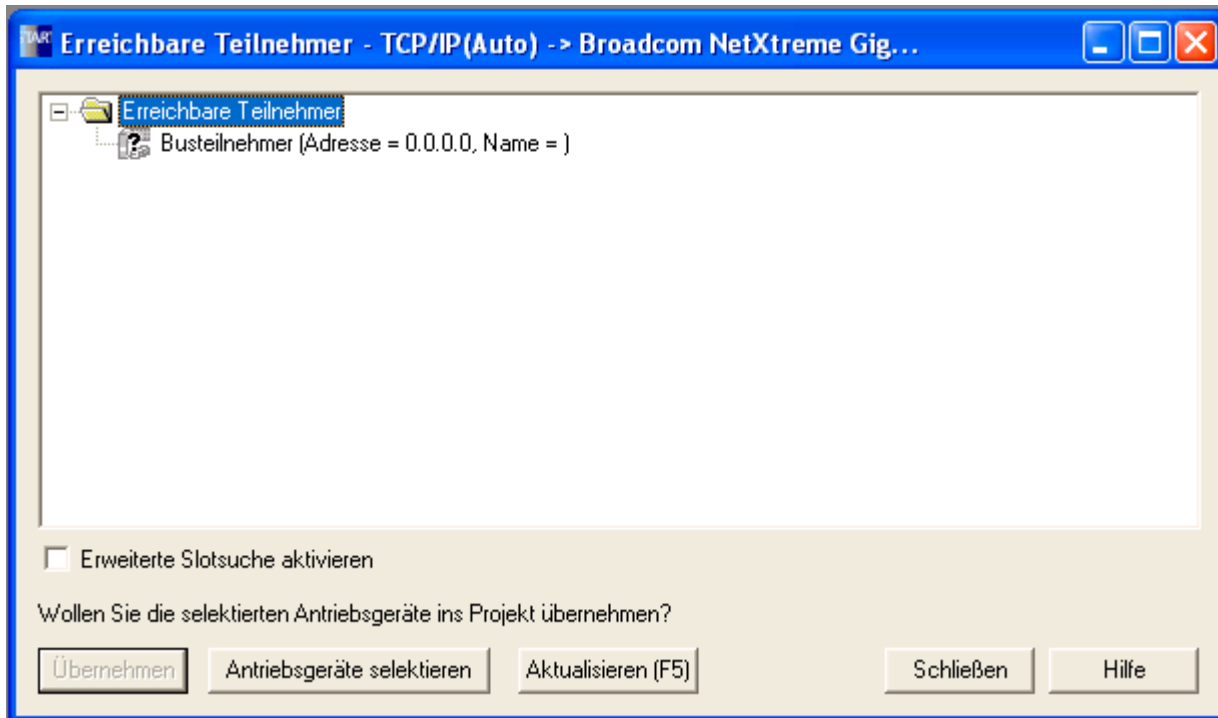 START
Erreichbare Teilnehmer - TCP/IP(Auto) -> Broadcom NetXtreme Gig...
Erreichbare Teilnehmer
Busteilnehmer (Adresse = 0.0.0.0, Name = )
Erweiterte Slotsuche aktivieren
Wollen Sie die selektierten Antriebsgeräte ins Projekt übernehmen?
Übernehmen Antriebsgeräte selektieren Aktualisieren (F5) Schließen Hilfe